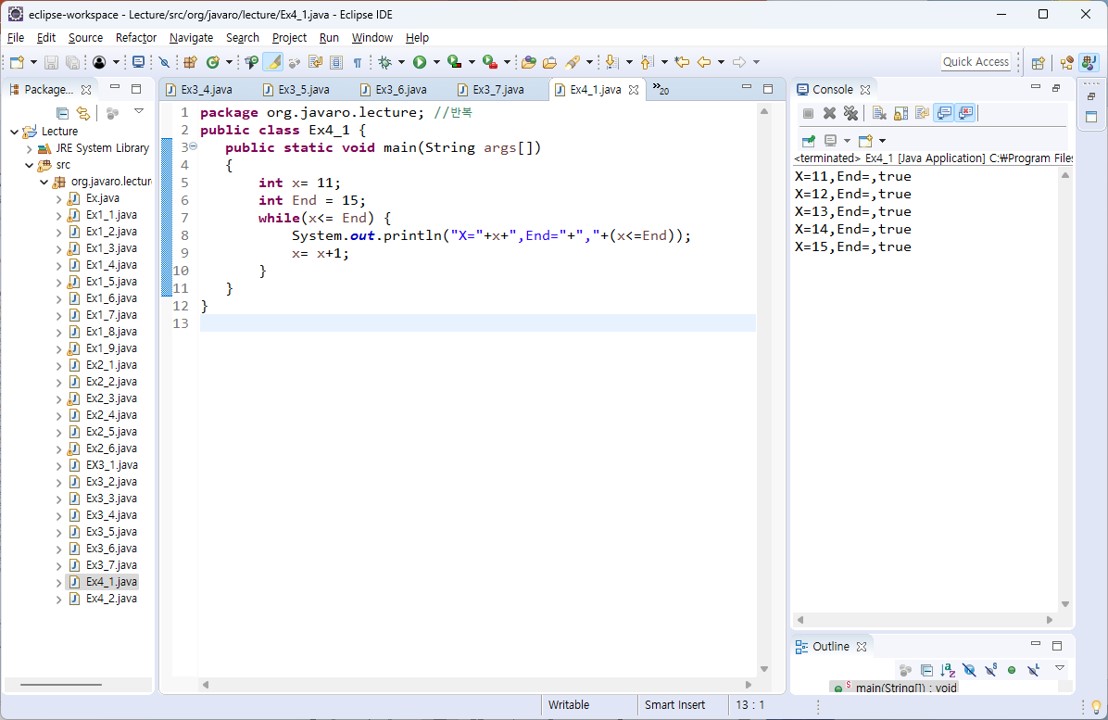 eclipse-workspace - Lecture/src/org/javaro/lecture/Ex4_1.java - Eclipse IDE
File Edit Source Refactor Navigate Search Project Run Window Help
Quick Access
Package...
Lecture
JRE System Library
src
org.javaro.lectur
Ex.java
Ex1_1.java
Ex1_2.java
Ex1_3.java
Ex1_4.java
Ex1_5.java
Ex1_6.java
Ex1_7.java
Ex1_8.java
Ex1_9.java
Ex2_1.java
Ex2_2.java
Ex2_3.java
Ex2_4.java
Ex2_5.java
Ex2_6.java
EX3_1.java
Ex3_2.java
Ex3_3.java
Ex3_4.java
Ex3_5.java
Ex3_6.java
Ex3_7.java
Ex4_1.java
Ex4_2.java
Ex3_4.java Ex3_5.java Ex3_6.java Ex3_7.java Ex4_1.java »20
1 package org.javaro.lecture; //반복
2 public class Ex4_1 {
3 public static void main(String args[])
4 {
5 int x= 11;
6 int End = 15;
7 while(x<= End) {
8 System.out.println("X="+x+",End="+","+(x<=End));
9 x= x+1;
10 }
11 }
12 }
13
Console
<terminated> Ex4_1 [Java Application] C:₩Program Files
X=11,End=,true
X=12,End=,true
X=13,End=,true
X=14,End=,true
X=15,End=,true
Outline
main(String[]) : void
Writable Smart Insert 13 : 1